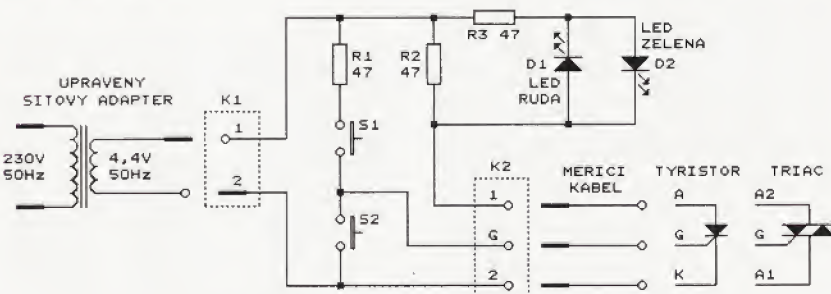 UPRAVENY
SITOVY ADAPTER
230V
50Hz
4,4V
50Hz
K1
1
2
R1
47
S1
S2
R2
47
R3 47
D1
LED
RUDA
LED
ZELENA
D2
K2
1
G
2
MERICI
KABEL
TYRISTOR
A
G
K
TRIAC
A2
G
A1